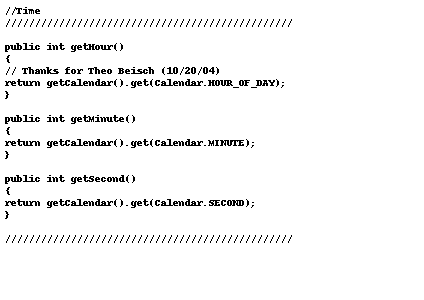 //Time
////////////////////////////////////////////////
public int getHour()
{
// Thanks for Theo Beisch (10/20/04)
return getCalendar().get(Calendar.HOUR_OF_DAY);
}
public int getMinute()
{
return getCalendar().get(Calendar.MINUTE);
}
public int getSecond()
{
return getCalendar().get(Calendar.SECOND);
}
////////////////////////////////////////////////